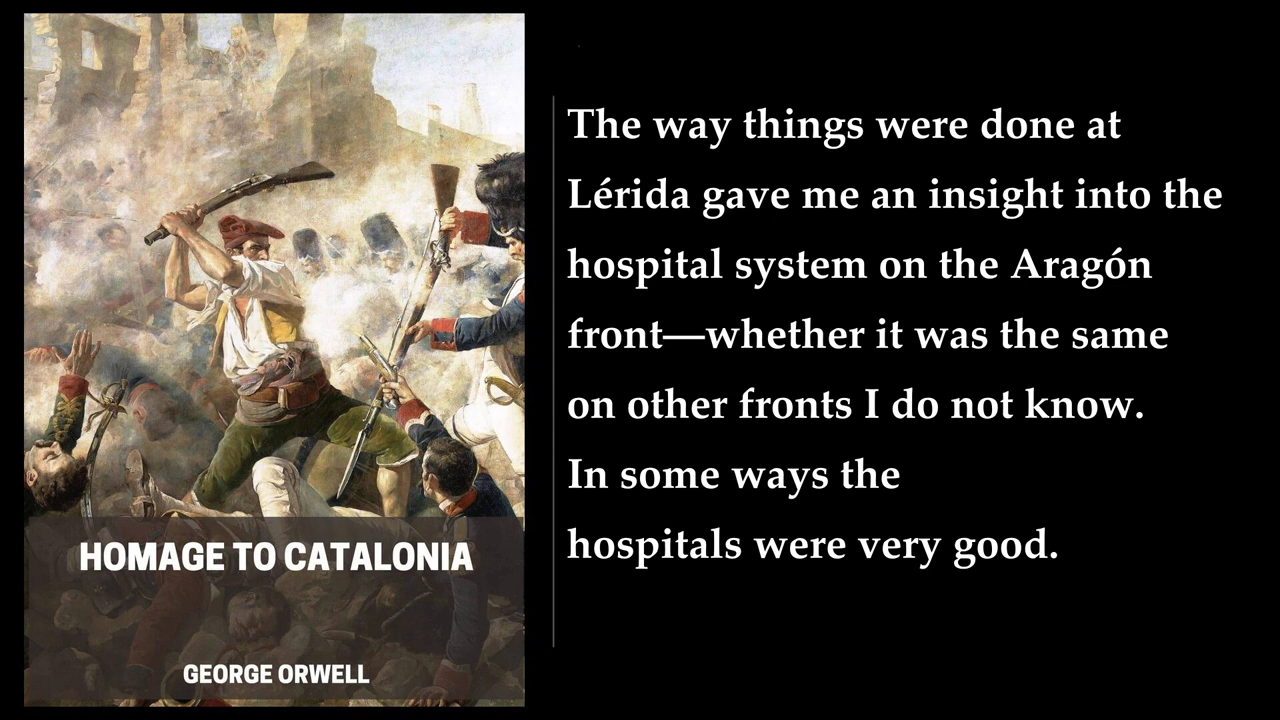 HOMAGE TO CATALONIA
GEORGE ORWELL
The way things were done at
Lérida gave me an insight into the
hospital system on the Aragón
front—whether it was the same
on other fronts I do not know.
In some ways the
hospitals were very good.